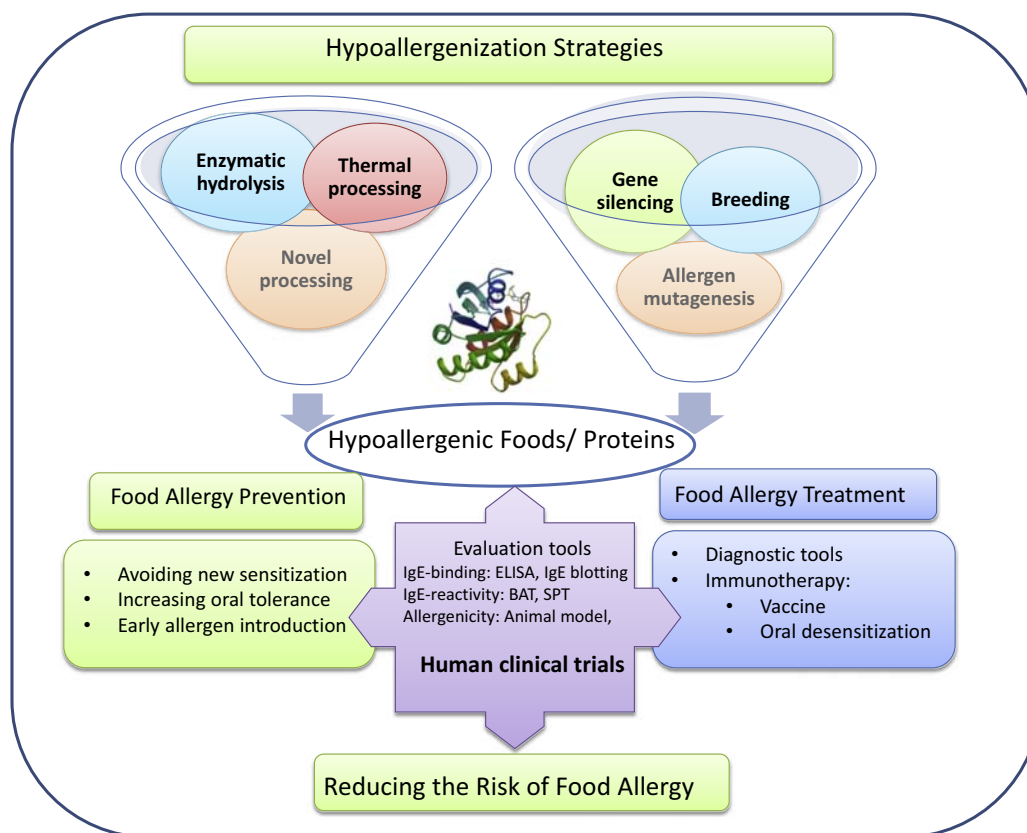 Hypoallergenization Strategies
Enzymatic
hydrolysis
Thermal
processing
Novel
processing
Gene
silencing
Breeding
Allergen
mutagenesis
Hypoallergenic Foods/ Proteins
Food Allergy Prevention
• Avoiding new sensitization
• Increasing oral tolerance
• Early allergen introduction
Evaluation tools
IgE-binding: ELISA, IgE blotting
IgE-reactivity: BAT, SPT
Allergenicity: Animal model,
Human clinical trials
Food Allergy Treatment
• Diagnostic tools
• Immunotherapy:
• Vaccine
• Oral desensitization
Reducing the Risk of Food Allergy